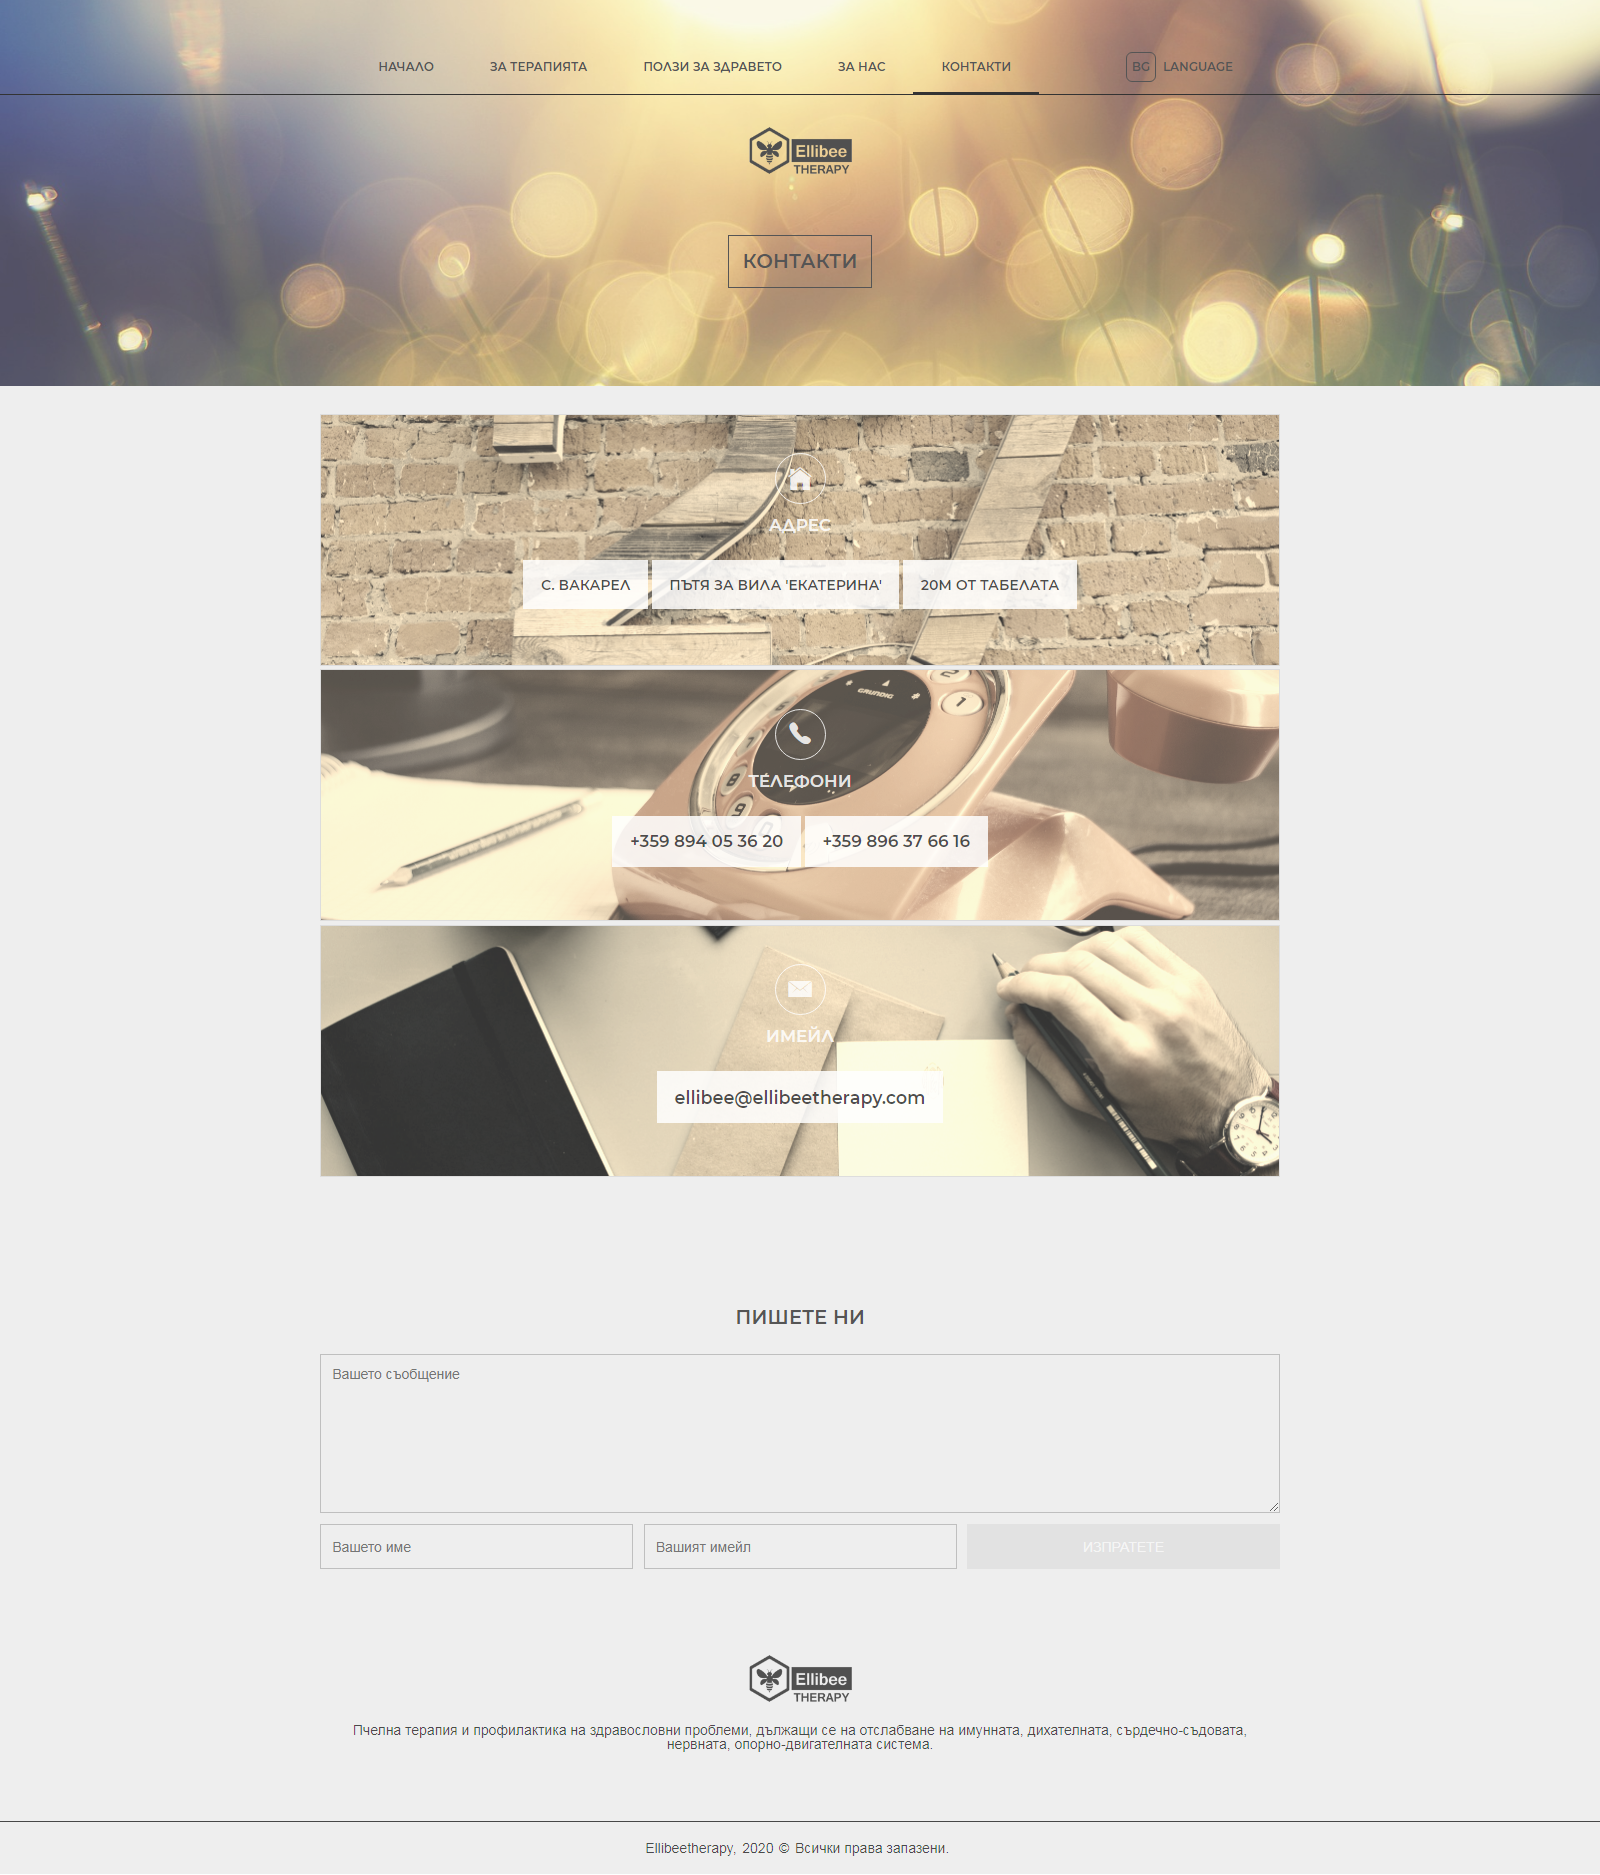 НАЧАЛО ЗА ТЕРАПИЯТА ПОЛЗИ ЗА ЗДРАВЕТО ЗА НАС КОНТАКТИ BG LANGUAGE
Ellibee
THERAPY
КОНТАКТИ
АДРЕС
С. ВАКАРЕЛ ПЪТЯ ЗА ВИЛА 'ЕКАТЕРИНА' 20М ОТ ТАБЕЛАТА
GRUNDIG
ТЕЛЕФОНИ
+359 894 05 36 20 +359 896 37 66 16
ИМЕЙЛ
ellibee@ellibeetherapy.com
ПИШЕТЕ НИ
Вашето съобщение
Вашето име Вашият имейл ИЗПРАТЕТЕ
Ellibee
THERAPY
Пчелна терапия и профилактика на здравословни проблеми, дължащи се на отслабване на имунната, дихателната, сърдечно-съдовата,
нервната, опорно-двигателната система.
Ellibeetherapy, 2020 © Всички права запазени.